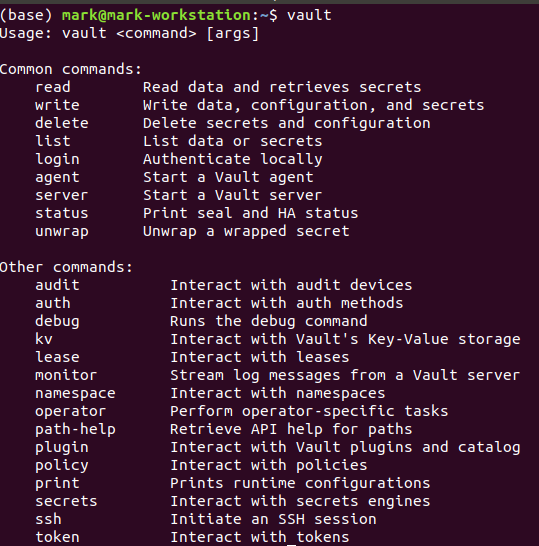 (base) mark@mark-workstation:~$ vault
Usage: vault <command> [args]

Common commands:
    read        Read data and retrieves secrets
    write       Write data, configuration, and secrets
    delete      Delete secrets and configuration
    list        List data or secrets
    login       Authenticate locally
    agent       Start a Vault agent
    server      Start a Vault server
    status      Print seal and HA status
    unwrap      Unwrap a wrapped secret

Other commands:
    audit          Interact with audit devices
    auth           Interact with auth methods
    debug          Runs the debug command
    kv             Interact with Vault's Key-Value storage
    lease          Interact with leases
    monitor        Stream log messages from a Vault server
    namespace      Interact with namespaces
    operator       Perform operator-specific tasks
    path-help      Retrieve API help for paths
    plugin         Interact with Vault plugins and catalog
    policy         Interact with policies
    print          Prints runtime configurations
    secrets        Interact with secrets engines
    ssh            Initiate an SSH session
    token          Interact with tokens